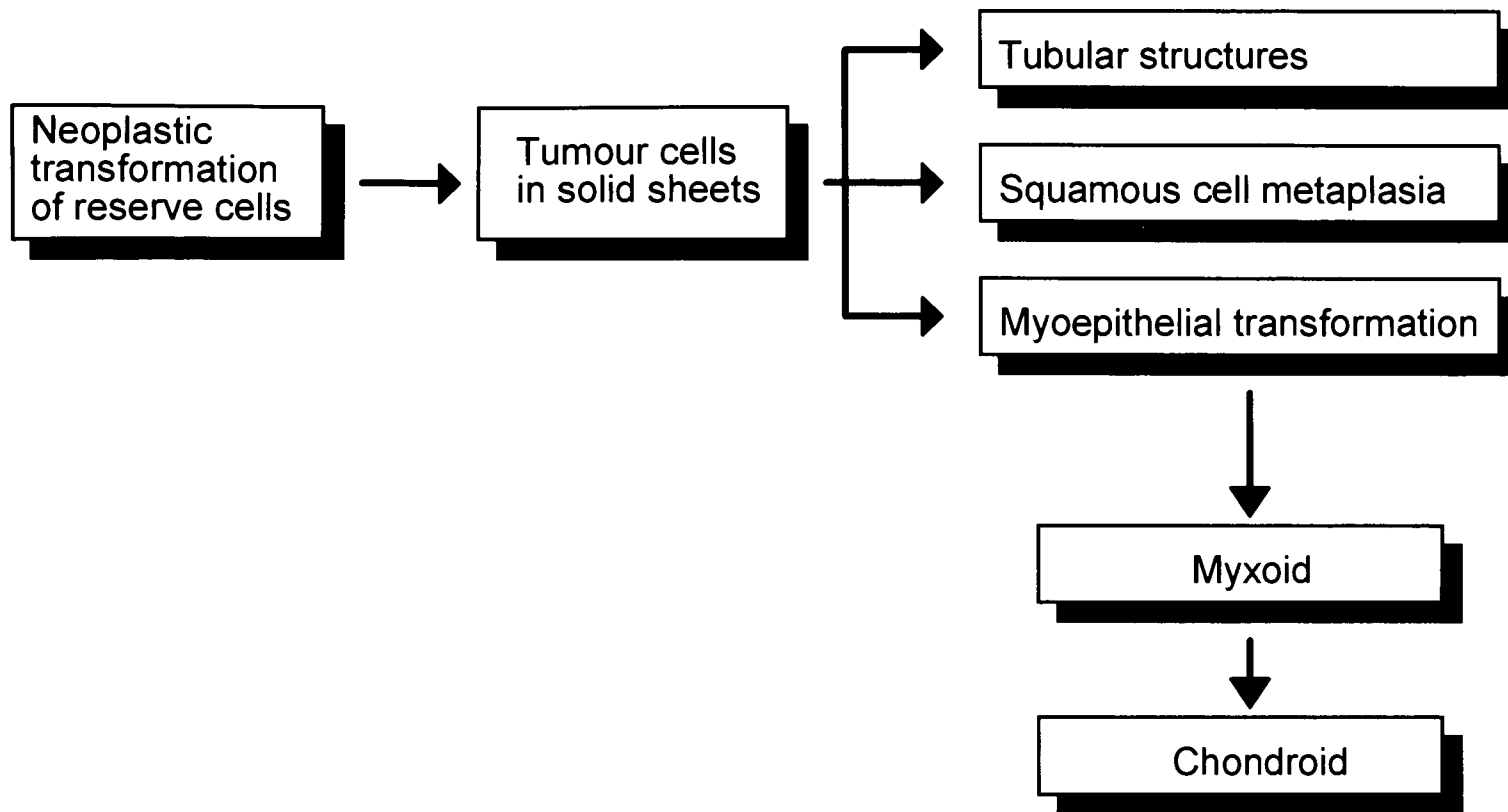 Neoplastic
transformation
of reserve cells
Tumour cells
in solid sheets
Tubular structures
Squamous cell metaplasia
Myoepithelial transformation
Myxoid
Chondroid